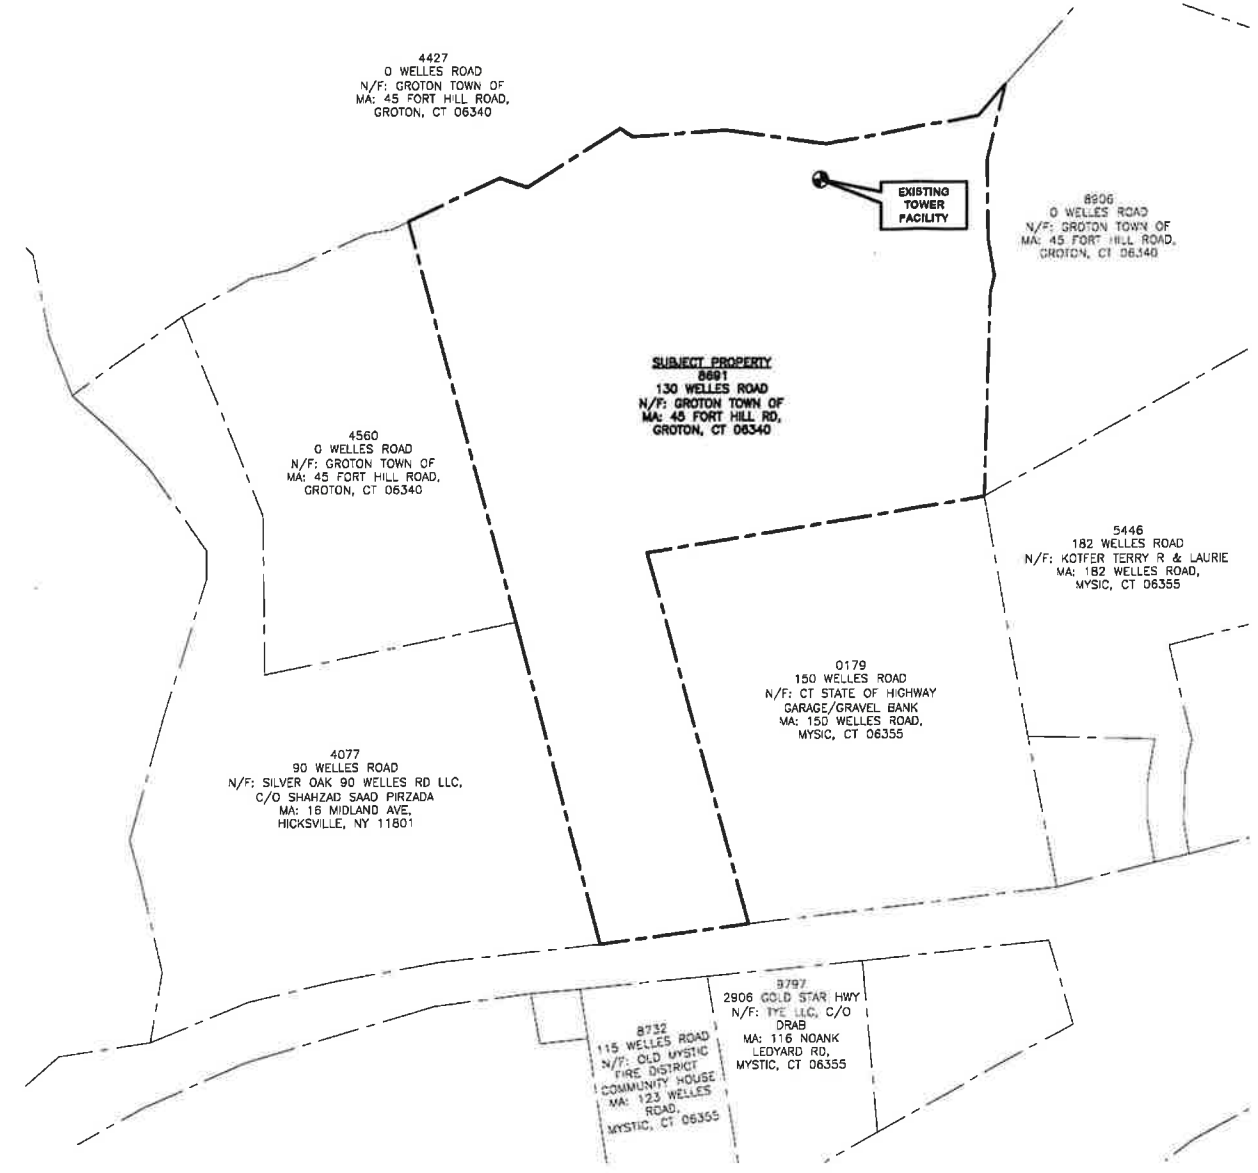 4427
0 WELLES ROAD
N/F: GROTON TOWN OF
MA: 45 FORT HILL ROAD,
GROTON, CT 06340
EXISTING
TOWER
FACILITY
8906
0 WELLES ROAD
N/F: GROTON TOWN OF
MA: 45 FORT HILL ROAD,
GROTON, CT 06340
SUBJECT PROPERTY
8691
130 WELLES ROAD
N/F: GROTON TOWN OF
MA: 45 FORT HILL RD,
GROTON, CT 06340
4560
0 WELLES ROAD
N/F: GROTON TOWN OF
MA: 45 FORT HILL ROAD,
GROTON, CT 06340
5446
182 WELLES ROAD
N/F: KOTFER TERRY R & LAURIE
MA: 182 WELLES ROAD,
MYSIC, CT 06355
0179
150 WELLES ROAD
N/F: CT STATE OF HIGHWAY
GARAGE/GRAVEL BANK
MA: 150 WELLES ROAD,
MYSIC, CT 06355
4077
90 WELLES ROAD
N/F: SILVER OAK 90 WELLES RD LLC,
C/O SHAHZAD SAAD PIRZADA
MA: 16 MIDLAND AVE,
HICKSVILLE, NY 11801
9797
2906 GOLD STAR HWY
N/F: TYE LLC, C/O
DRAB
MA: 116 NOANK
LEDYARD RD,
MYSTIC, CT 06355
8732
115 WELLES ROAD
N/F: OLD MYSTIC
FIRE DISTRICT
COMMUNITY HOUSE
MA: 123 WELLES
ROAD,
MYSTIC, CT 06355